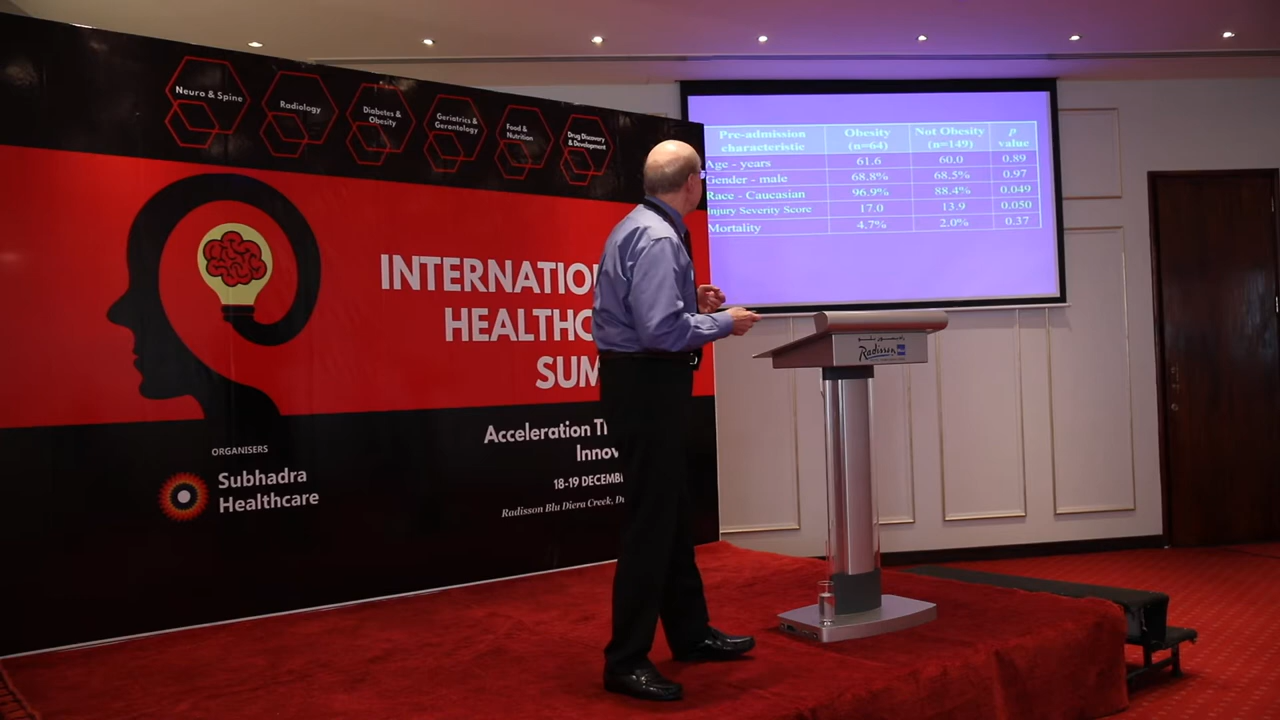 Neuro & Spine
Radiology
Diabetes &
Obesity
Geriatrics &
Gerontology
Food &
Nutrition
Drug Discovery
& Development
INTERNATIO
HEALTHC
SUM
Acceleration T
Innov
18-19 DECEMB
Radisson Blu Diera Creek, D
ORGANISERS
Subhadra
Healthcare
Pre-admission characteristic Obesity (n=64) Not Obesity (n=149) p value
Age - years 61.6 60.0 0.89
Gender - male 68.8% 68.5% 0.97
Race - Caucasian 96.9% 88.4% 0.049
Injury Severity Score 17.0 13.9 0.050
Mortality 4.7% 2.0% 0.37
Radisson